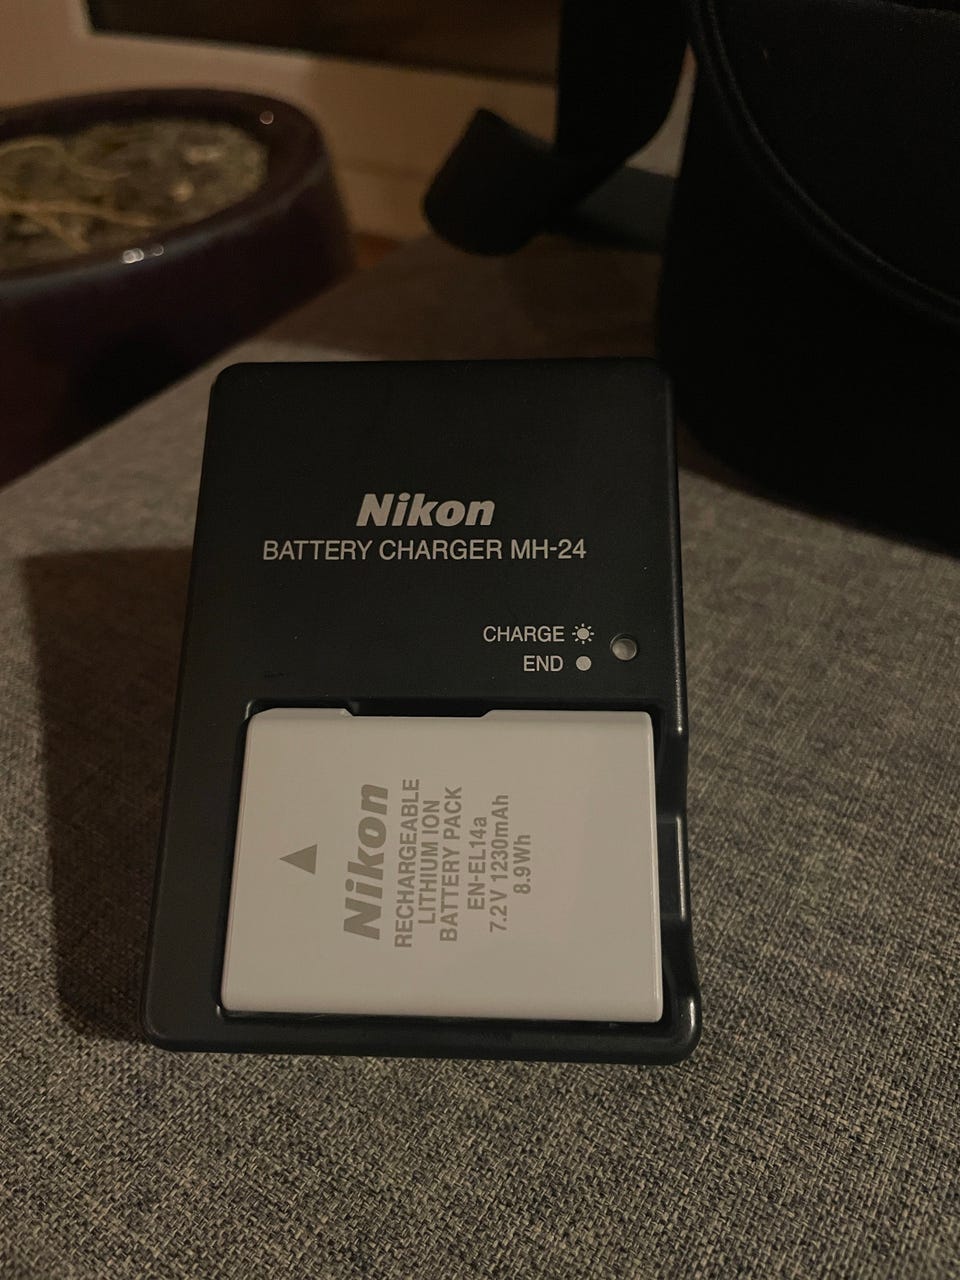 Nikon
BATTERY CHARGER MH-24
CHARGE
END
Nikon
RECHARGEABLE
LITHIUM ION
BATTERY PACK
EN-EL14a
7.2V 1230mAh
8.9Wh